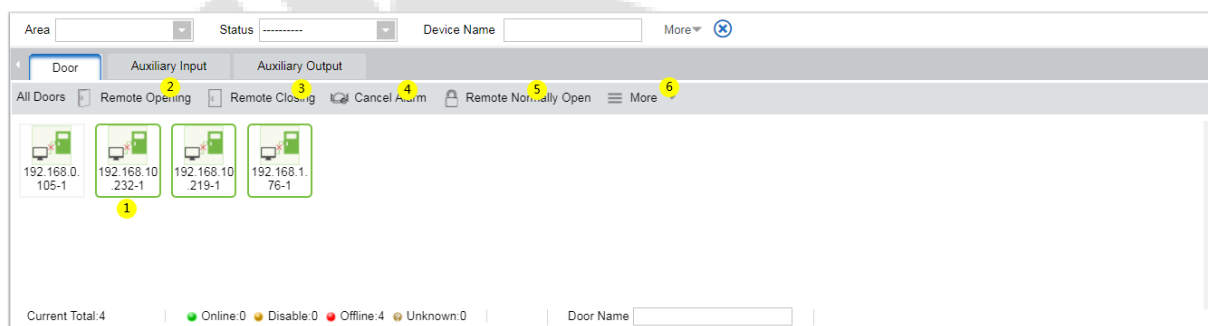 Area Status ---------- Device Name More
Door Auxiliary Input Auxiliary Output
2 3 4 5 6
All Doors Remote Opening Remote Closing Cancel Alarm Remote Normally Open More
192.168.0. 192.168.10 192.168.10 192.168.1.
105-1 .232-1 .219-1 76-1
1
Current Total:4 Online:0 Disable:0 Offline:4 Unknown:0 Door Name